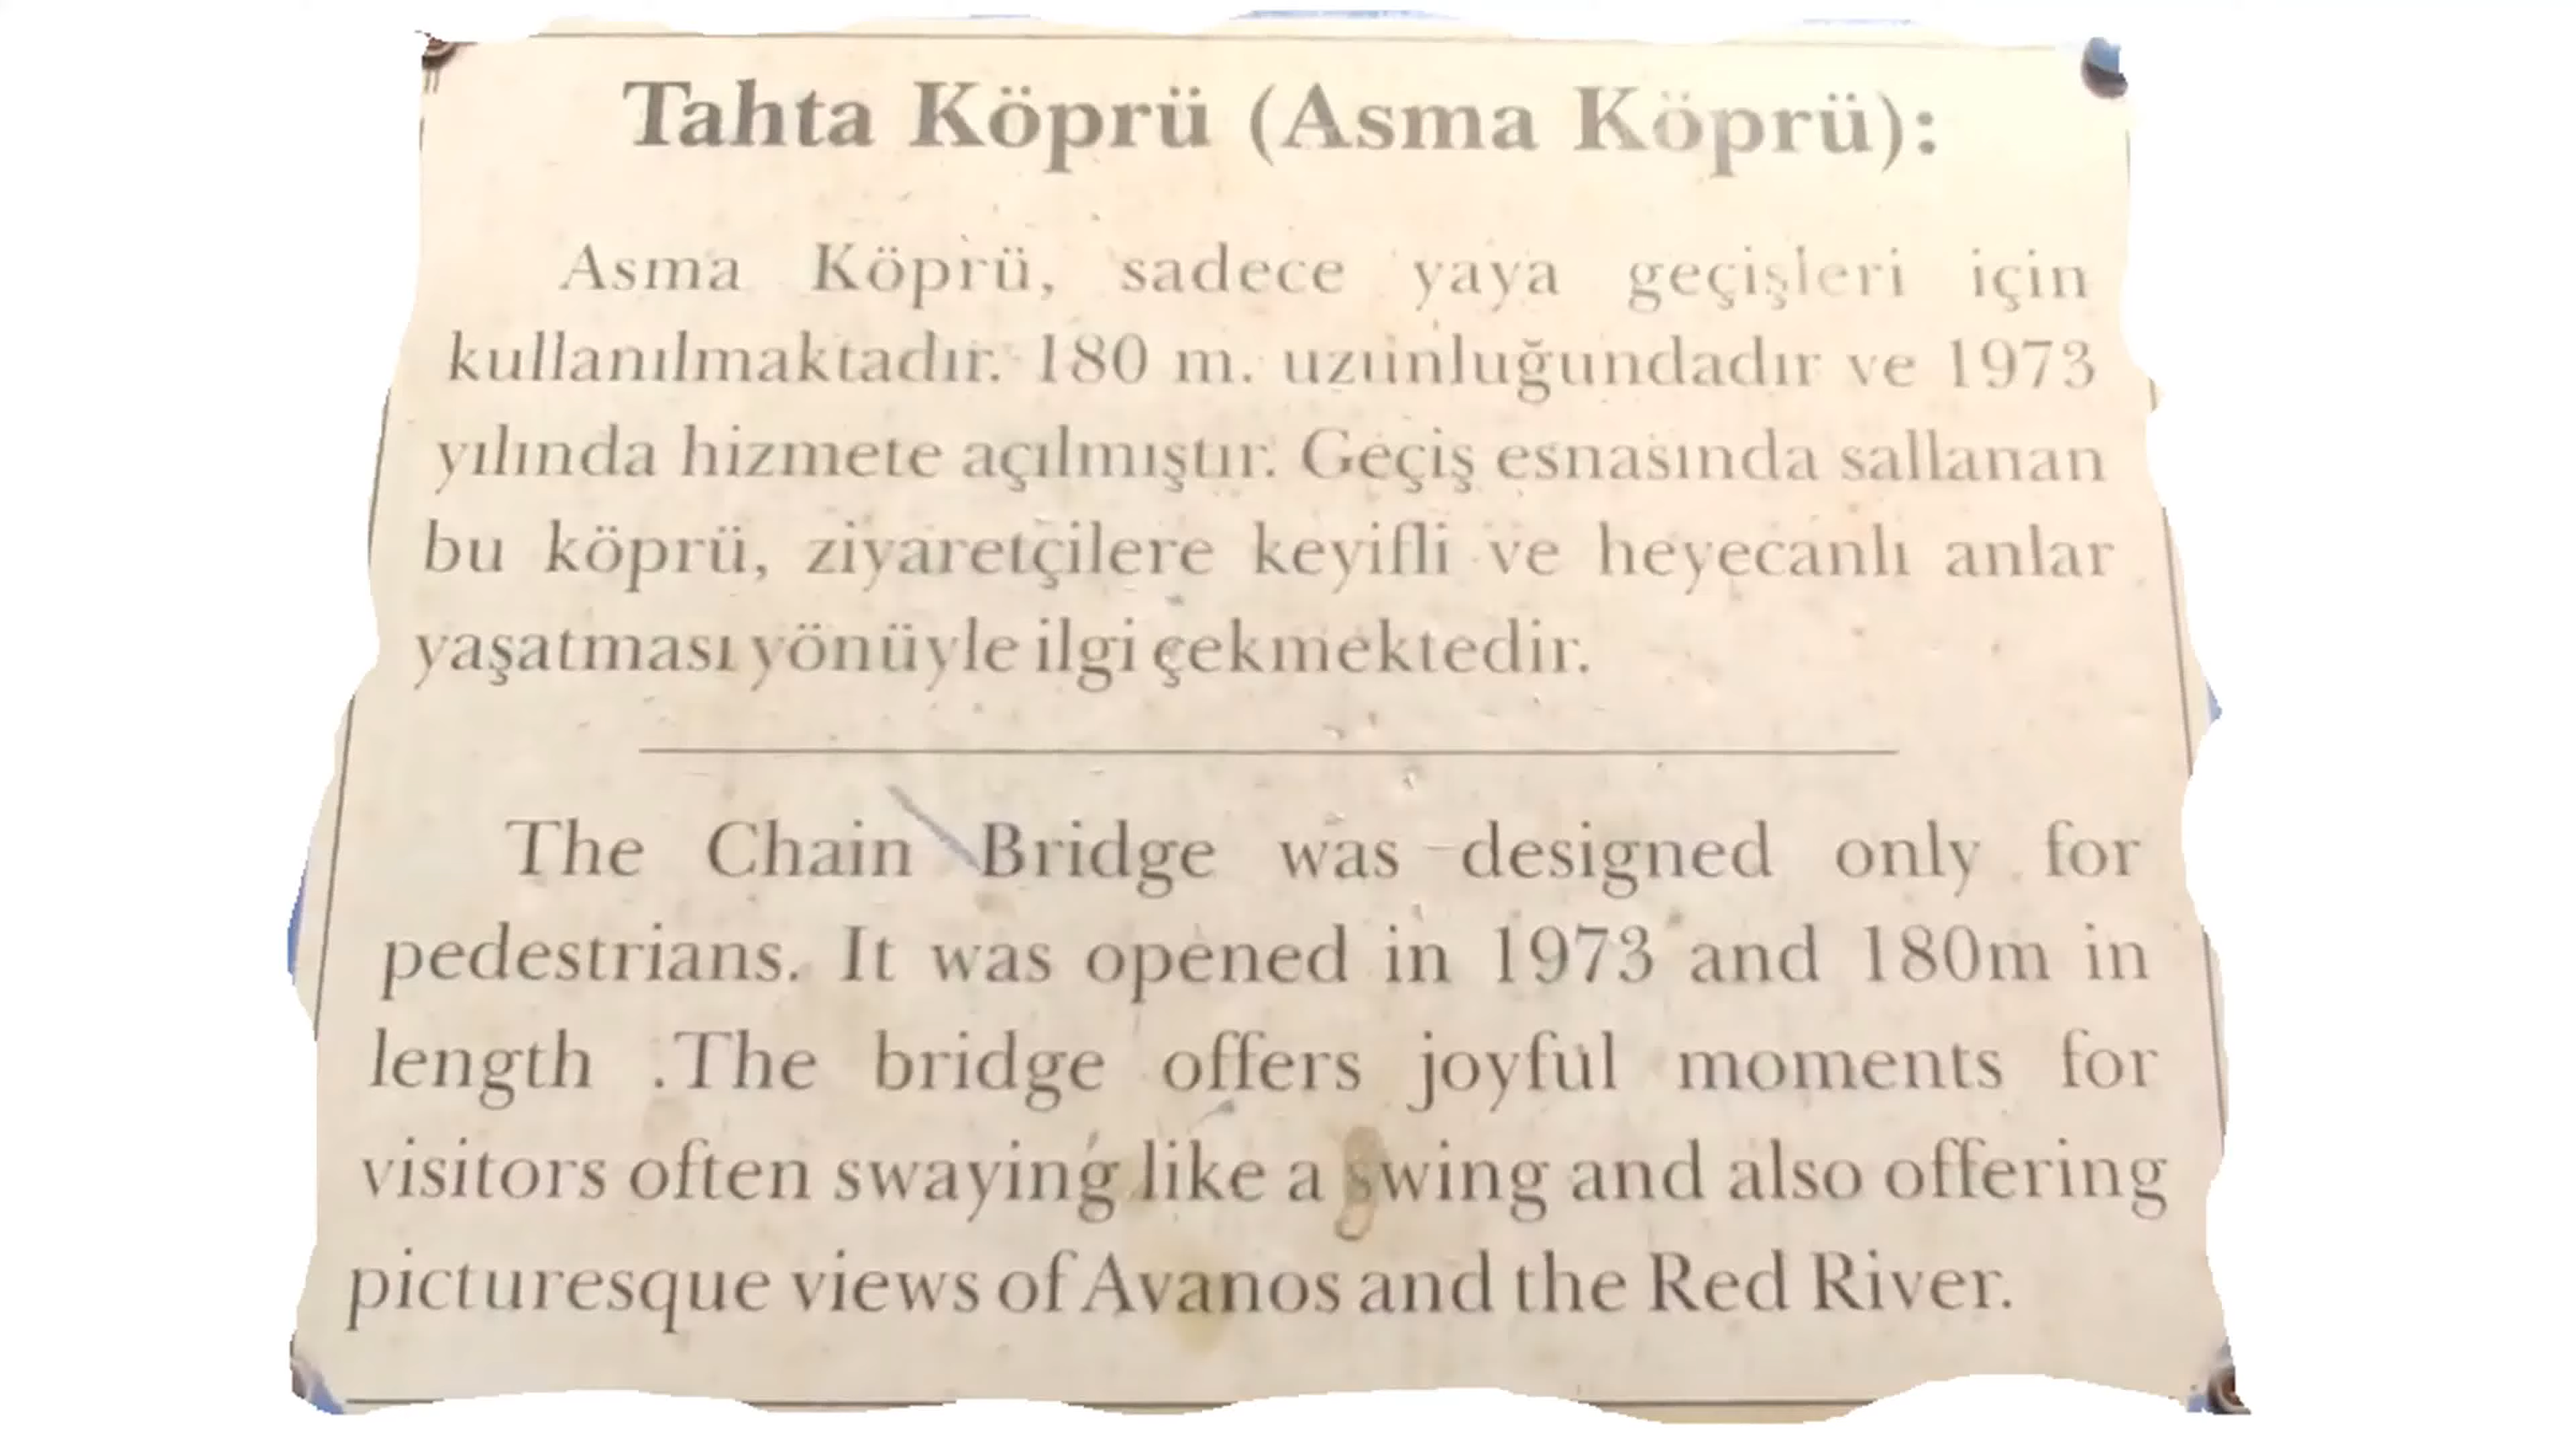 Tahta Köprü (Asma Köprü):
Asma Köprü, sadece yaya geçişleri için
kullanılmaktadır. 180 m. uzunluğundadır ve 1973
yılında hizmete açılmıştır. Geçiş esnasında sallanan
bu köprü, ziyaretçilere keyifli ve heyecanlı anlar
yaşatması yönüyle ilgi çekmektedir.
The Chain Bridge was designed only for
pedestrians. It was opened in 1973 and 180m in
length .The bridge offers joyful moments for
visitors often swaying like a swing and also offering
picturesque views of Avanos and the Red River.